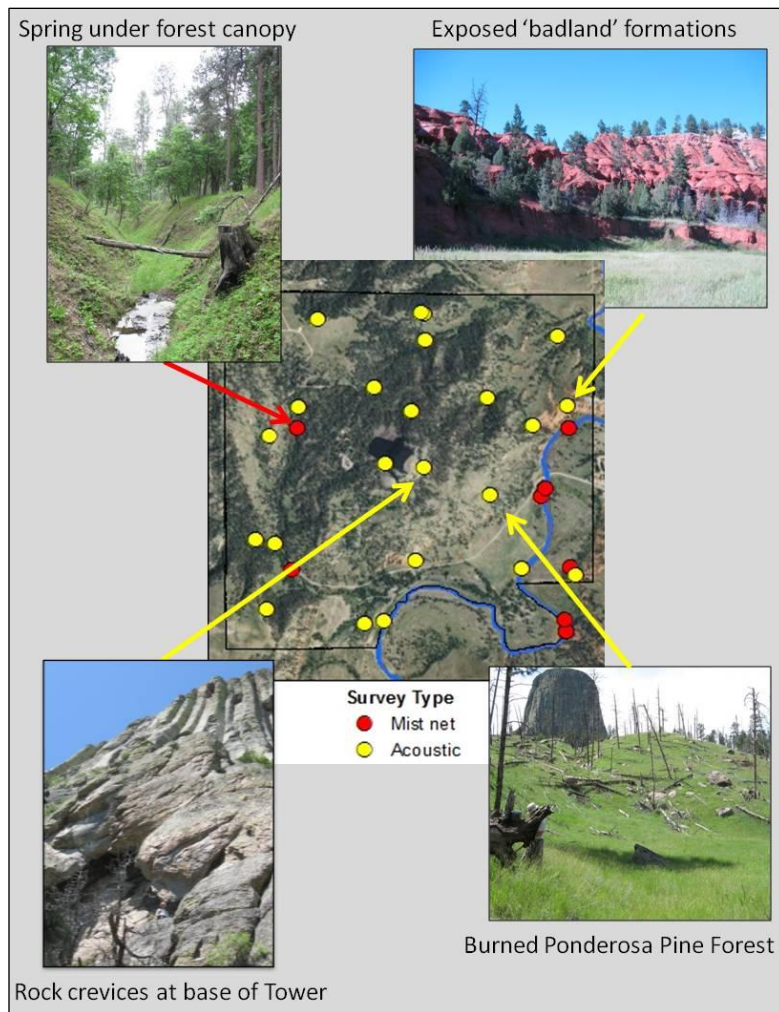 Spring under forest canopy
Exposed ‘badland’ formations
Survey Type
Mist net
Acoustic
Burned Ponderosa Pine Forest
Rock crevices at base of Tower